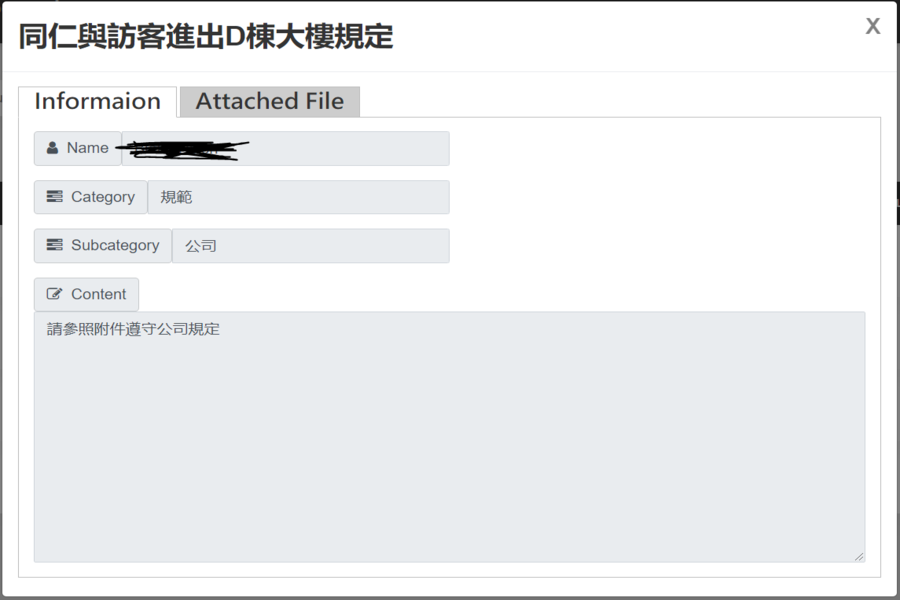 同仁與訪客進出D棟大樓規定
X
Informaion
Attached File
Name
Category
規範
Subcategory
公司
Content
請參照附件遵守公司規定